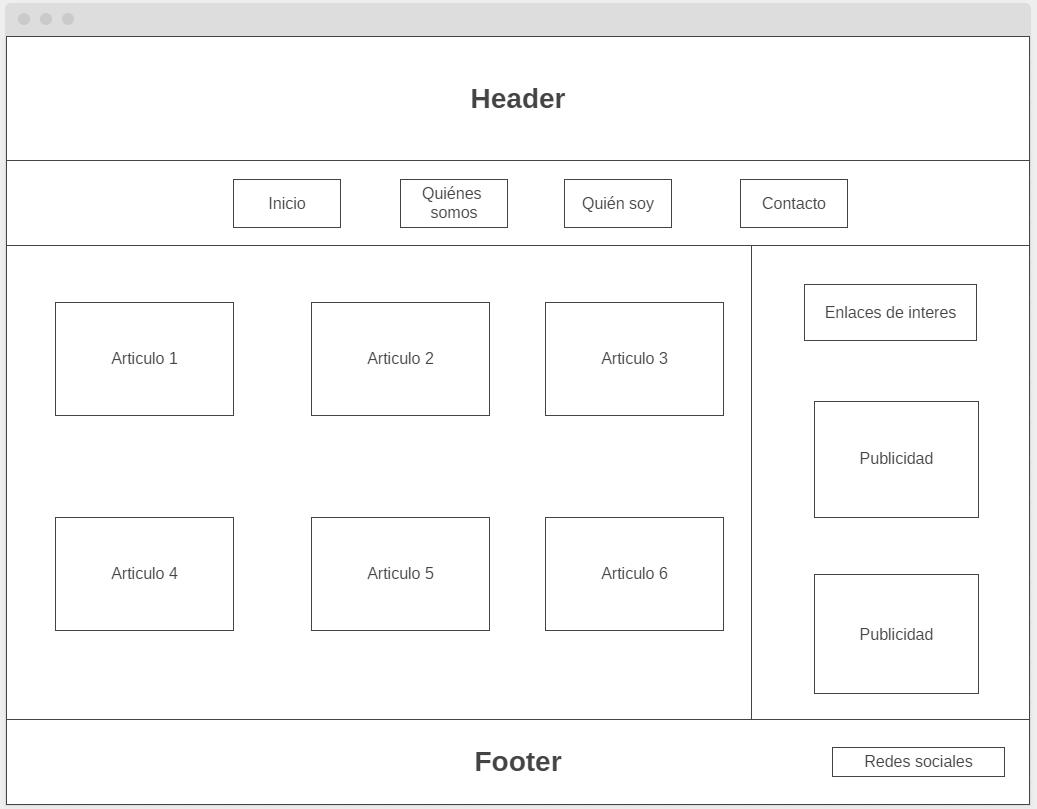 Header
Inicio
Quiénes
somos
Quién soy
Contacto
Articulo 1
Articulo 2
Articulo 3
Enlaces de interes
Publicidad
Articulo 4
Articulo 5
Articulo 6
Publicidad
Footer
Redes sociales